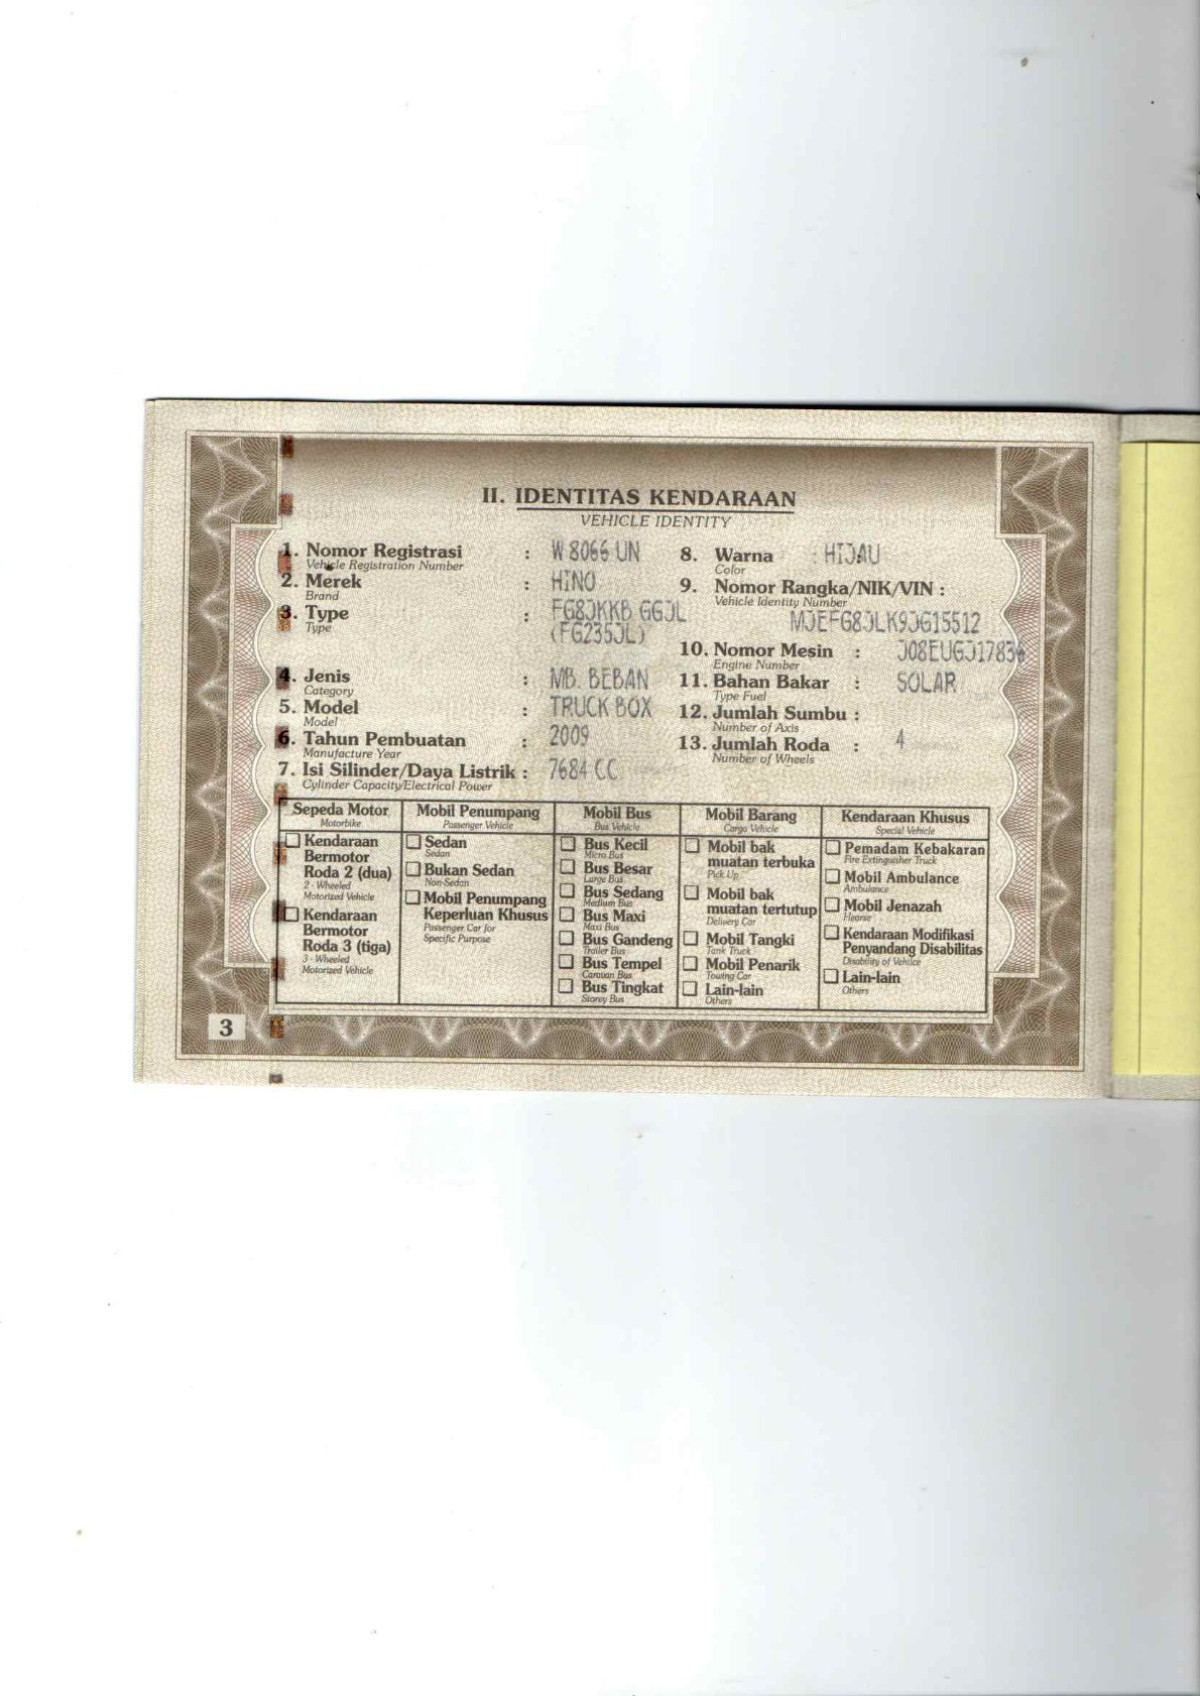 II. IDENTITAS KENDARAAN
VEHICLE IDENTITY
1. Nomor Registrasi : W 8066 UN
Vehicle Registration Number
2. Merek : HINO
Brand
3. Type : FG8JKKB GGJL
Type (FG235JL)
4. Jenis : MB. BEBAN
Category
5. Model : TRUCK BOX
Model
6. Tahun Pembuatan : 2009
Manufacture Year
7. Isi Silinder/Daya Listrik : 7684 CC
Cylinder Capacity/Electrical Power
8. Warna : HIJAU
Color
9. Nomor Rangka/NIK/VIN :
Vehicle Identity Number
MJEFG8JLK9JG15512
10. Nomor Mesin : J08EUGJ17836
Engine Number
11. Bahan Bakar : SOLAR
Type Fuel
12. Jumlah Sumbu :
Number of Axis
13. Jumlah Roda : 4
Number of Wheels
Sepeda Motor
Motorbike
Kendaraan
Bermotor
Roda 2 (dua)
2 - Wheeled
Motorized Vehicle
Kendaraan
Bermotor
Roda 3 (tiga)
3 - Wheeled
Motorized Vehicle
Mobil Penumpang
Passenger Vehicle
Sedan
Sedan
Bukan Sedan
Non-Sedan
Mobil Penumpang
Keperluan Khusus
Passenger Car for
Specific Purpose
Mobil Bus
Bus Vehicle
Bus Kecil
Micro Bus
Bus Besar
Large Bus
Bus Sedang
Medium Bus
Bus Maxi
Maxi Bus
Bus Gandeng
Trailer Bus
Bus Tempel
Caravan Bus
Bus Tingkat
Storey Bus
Mobil Barang
Cargo Vehicle
Mobil bak
muatan terbuka
Pick Up
Mobil bak
muatan tertutup
Delivery Car
Mobil Tangki
Tank Truck
Mobil Penarik
Towing Car
Lain-lain
Others
Kendaraan Khusus
Special Vehicle
Pemadam Kebakaran
Fire Extinguisher Truck
Mobil Ambulance
Ambulance
Mobil Jenazah
Hearse
Kendaraan Modifikasi
Penyandang Disabilitas
Disability of Vehicle
Lain-lain
Others
3